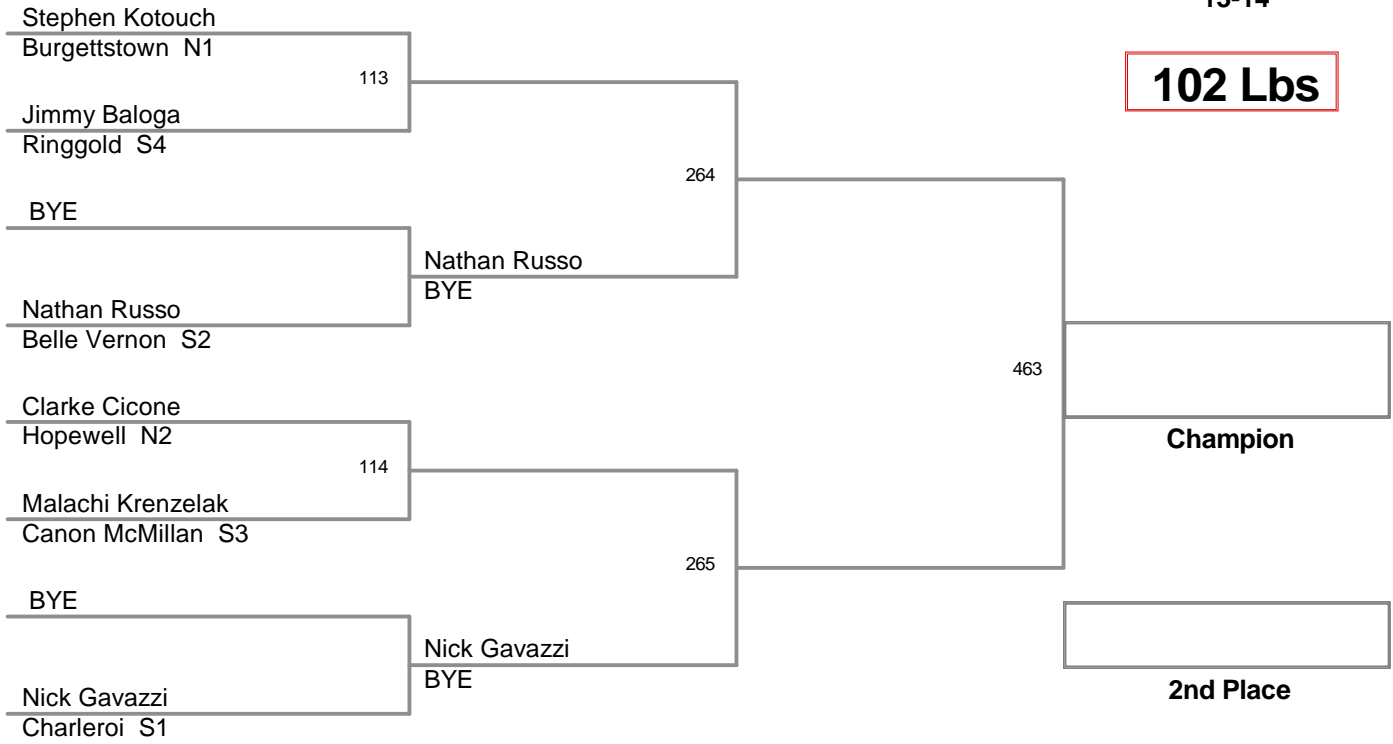 13-14
102 Lbs
Stephen Kotouch
Burgettstown N1
113
Jimmy Baloga
Ringgold S4
264
BYE
Nathan Russo
BYE
Nathan Russo
Belle Vernon S2
463
Clarke Cicone
Hopewell N2
114
Malachi Krenzelak
Canon McMillan S3
265
BYE
Nick Gavazzi
BYE
Nick Gavazzi
Charleroi S1
Champion
2nd Place